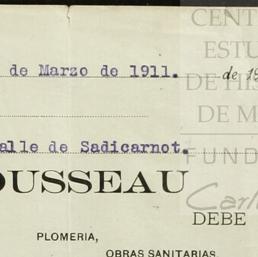 de Marzo de 1911. de 19
alle de Sadicarnot.
OUSSEAU
DEBE
PLOMERIA,
OBRAS SANITARIAS
CENT
ESTU
DE HIS
DE M
FUND
Carl